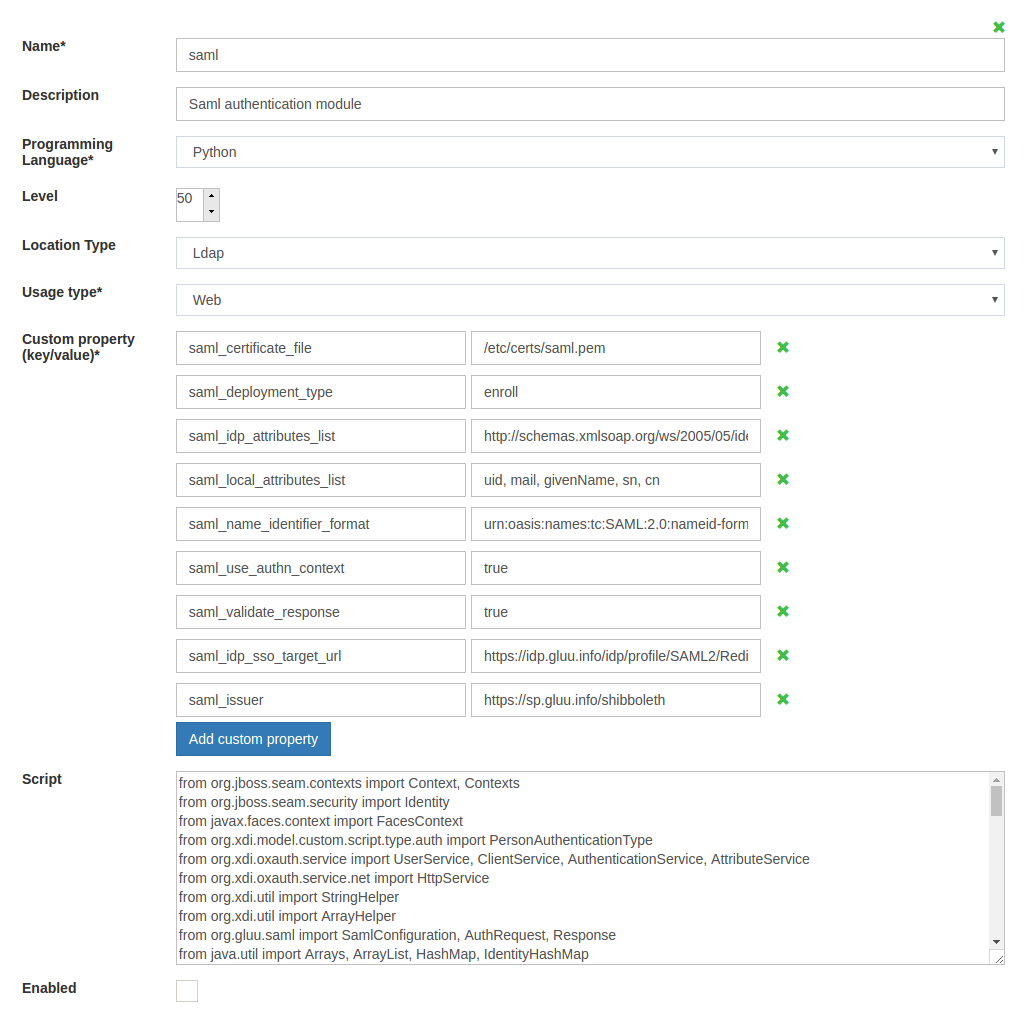 Name*
saml
Description
Saml authentication module
Programming
Language*
Python
Level
50
Location Type
Ldap
Usage type*
Web
Custom property
(key/value)*
saml_certificate_file /etc/certs/saml.pem
saml_deployment_type enroll
saml_idp_attributes_list http://schemas.xmlsoap.org/ws/2005/05/ide
saml_local_attributes_list uid, mail, givenName, sn, cn
saml_name_identifier_format urn:oasis:names:tc:SAML:2.0:nameid-form
saml_use_authn_context true
saml_validate_response true
saml_idp_sso_target_url https://idp.gluu.info/idp/profile/SAML2/Redi
saml_issuer https://sp.gluu.info/shibboleth
Add custom property
Script
from org.jboss.seam.contexts import Context, Contexts
from org.jboss.seam.security import Identity
from javax.faces.context import FacesContext
from org.xdi.model.custom.script.type.auth import PersonAuthenticationType
from org.xdi.oxauth.service import UserService, ClientService, AuthenticationService, AttributeService
from org.xdi.oxauth.service.net import HttpService
from org.xdi.util import StringHelper
from org.xdi.util import ArrayHelper
from org.gluu.saml import SamlConfiguration, AuthRequest, Response
from java.util import Arrays, ArrayList, HashMap, IdentityHashMap
Enabled